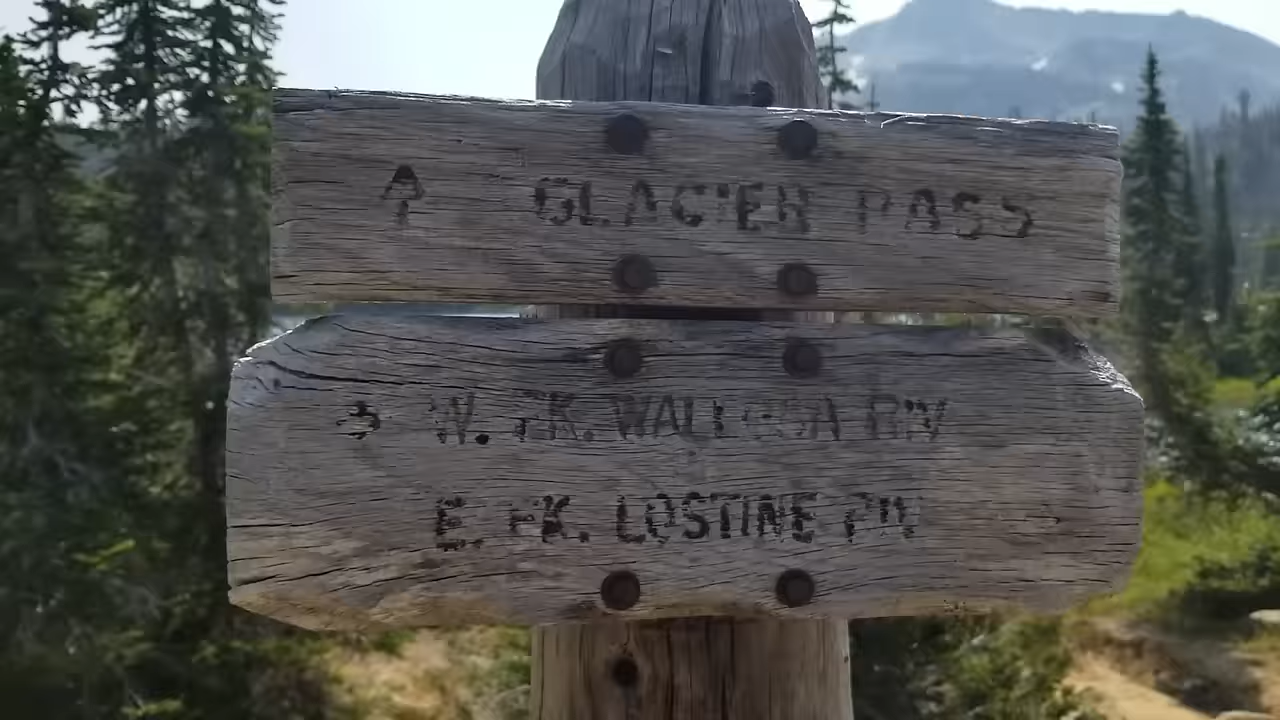 GLACIER PASS
W. FK. WALLOWA RIV
E. FK. LOSTINE RIV